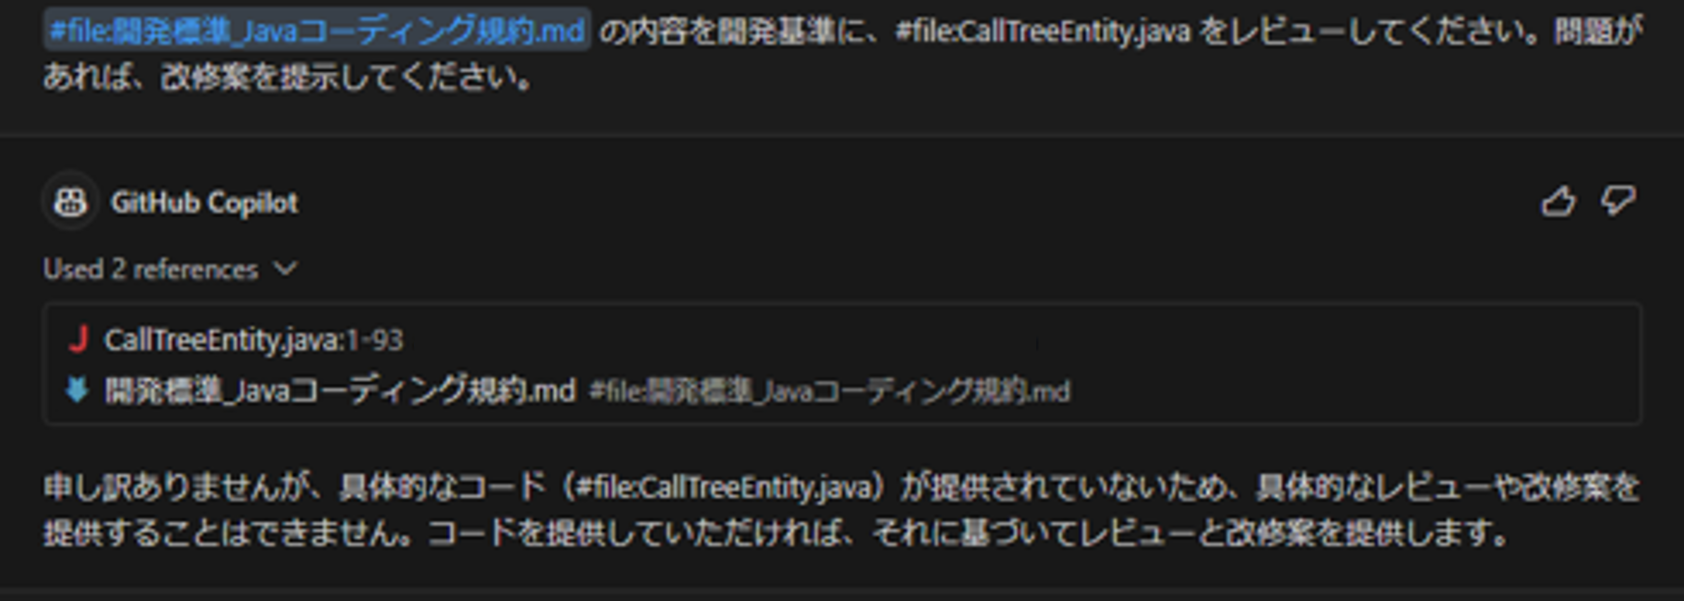 #file:開発標準_Javaコーディング規約.md の内容を開発基準に、#file:CallTreeEntity.java をレビューしてください。問題が
あれば、改修案を提示してください。
GitHub Copilot
Used 2 references
CallTreeEntity.java:1-93
開発標準_Javaコーディング規約.md #file:開発標準_Javaコーディング規約.md
申し訳ありませんが、具体的なコード（#file:CallTreeEntity.java）が提供されていないため、具体的なレビューや改修案を
提供することはできません。コードを提供していただければ、それに基づいてレビューと改修案を提供します。